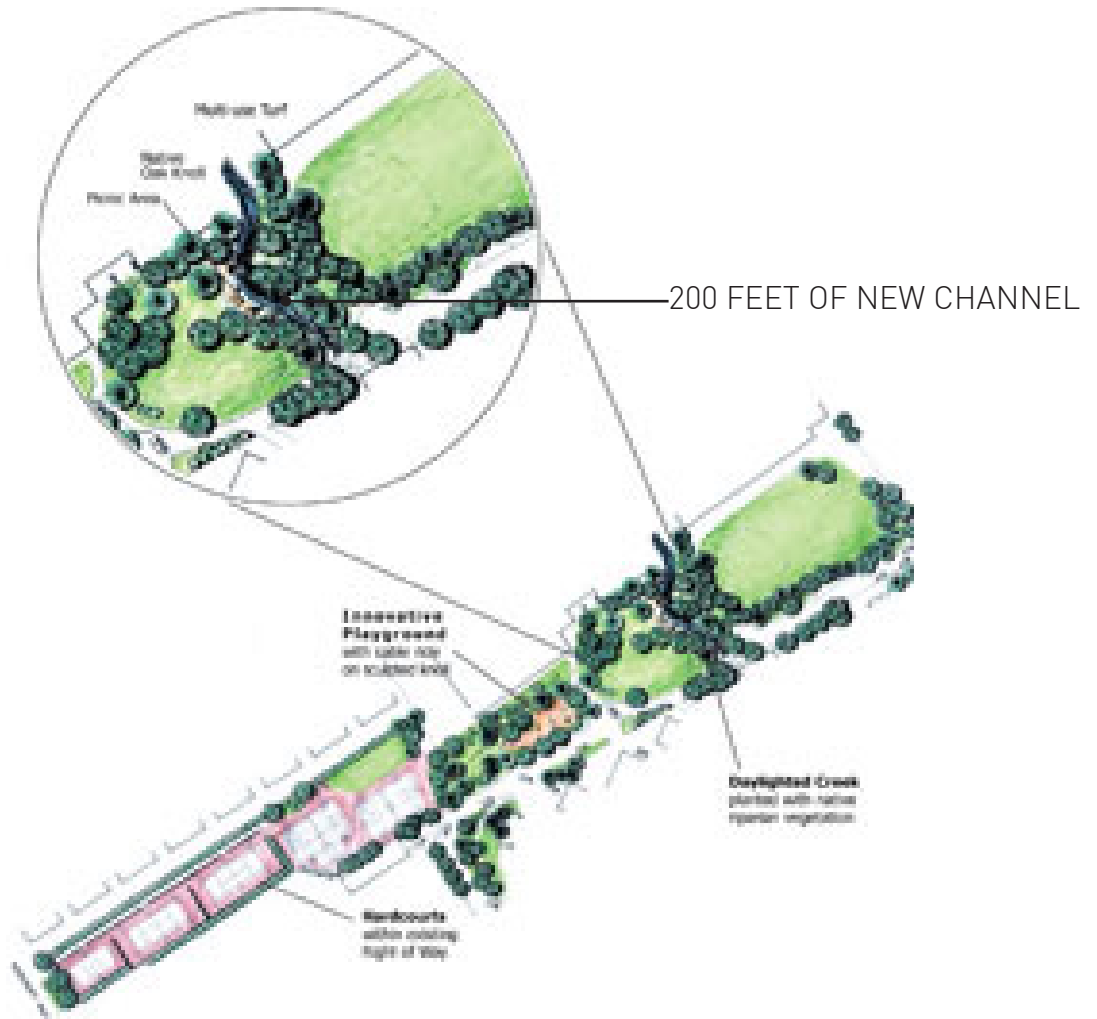 Multi-use Turf
Native
Oak Knoll
Picnic Area
200 FEET OF NEW CHANNEL
Innovative
Playground
with cable ride
on sculpted knoll
Daylighted Creek
planted with native
riparian vegetation
Hardcourts
within existing
Right of Way